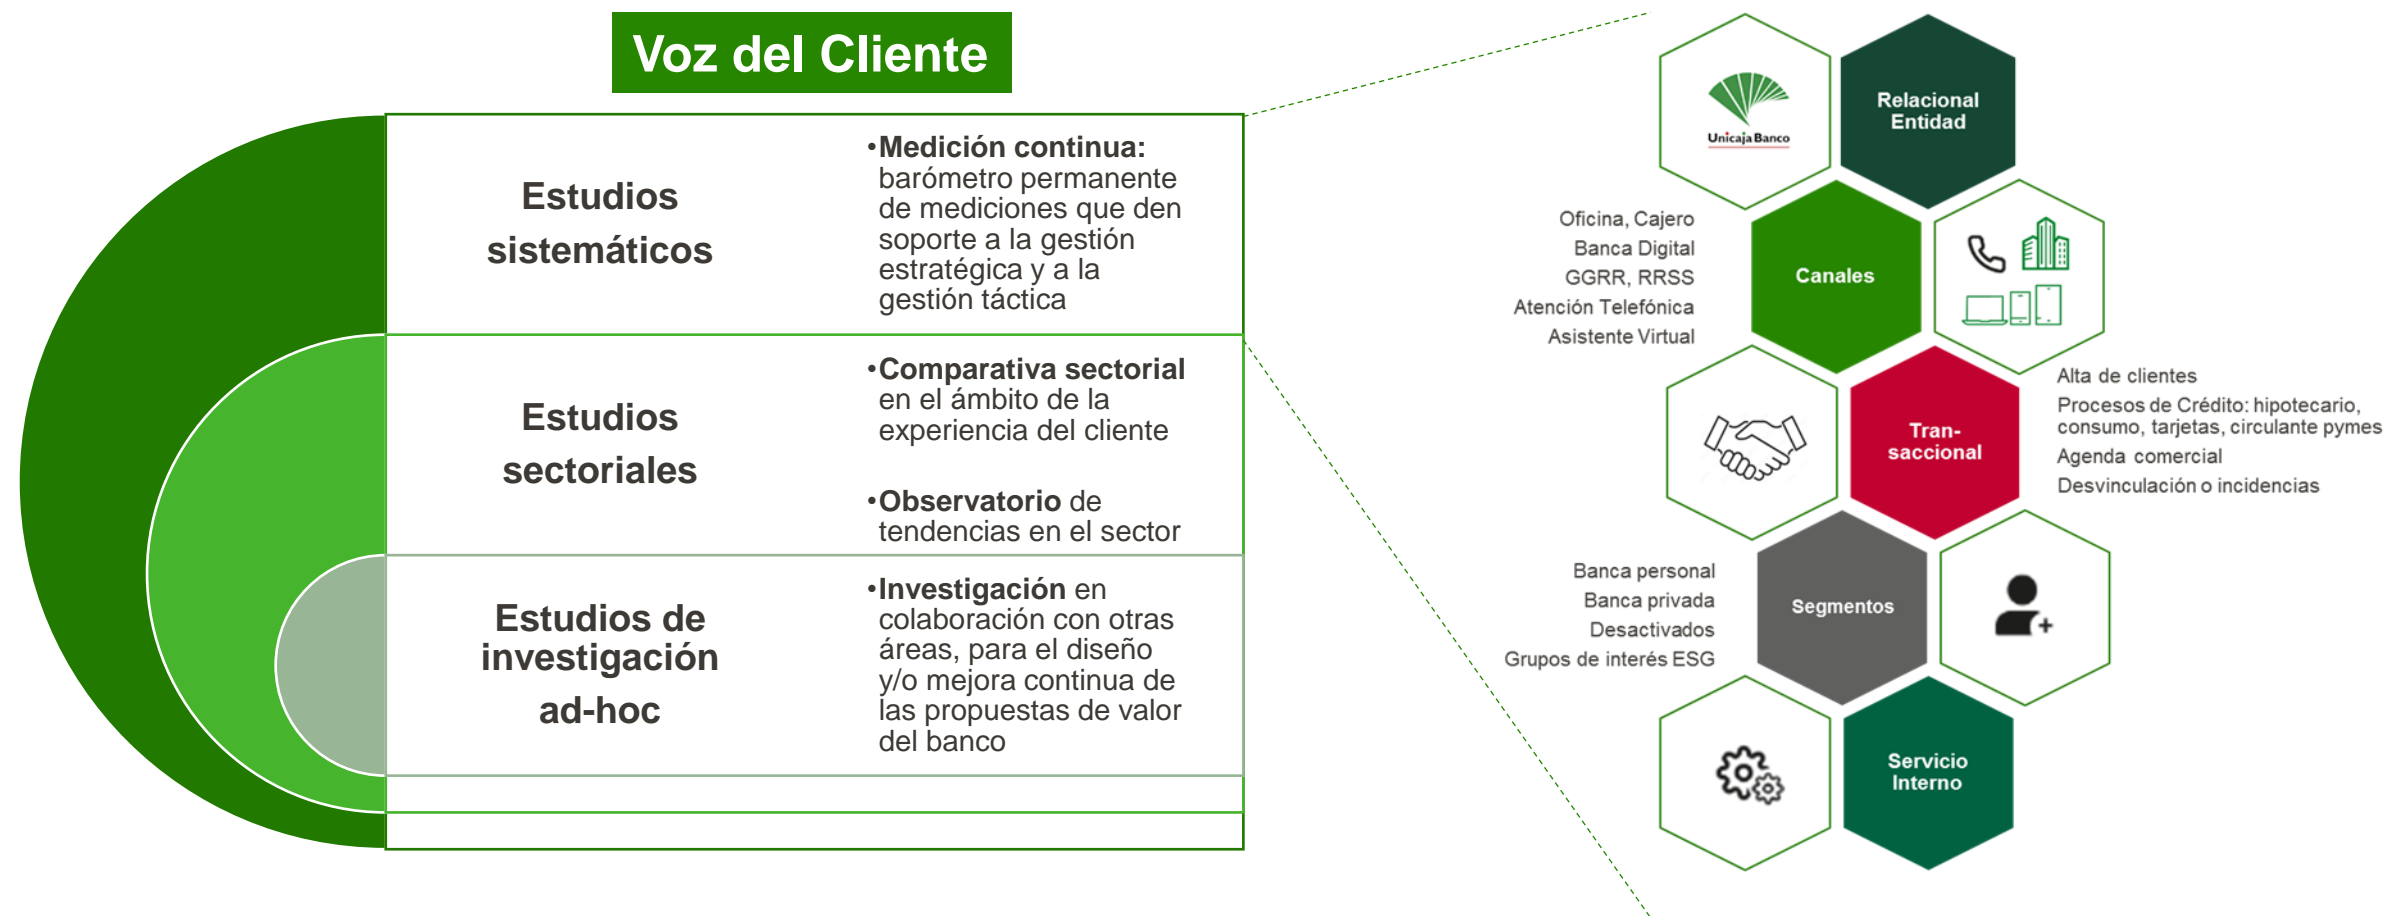 Voz del Cliente
Estudios
sistemáticos
•Medición continua:
barómetro permanente
de mediciones que den
soporte a la gestión
estratégica y a la
gestión táctica
Estudios
sectoriales
•Comparativa sectorial
en el ámbito de la
experiencia del cliente
•Observatorio de
tendencias en el sector
Estudios de
investigación
ad-hoc
•Investigación en
colaboración con otras
áreas, para el diseño
y/o mejora continua de
las propuestas de valor
del banco
Unicaja Banco
Relacional
Entidad
Oficina, Cajero
Banca Digital
GGRR, RRSS
Atención Telefónica
Asistente Virtual
Canales
Tran-
saccional
Alta de clientes
Procesos de Crédito: hipotecario,
consumo, tarjetas, circulante pymes
Agenda comercial
Desvinculación o incidencias
Banca personal
Banca privada
Desactivados
Grupos de interés ESG
Segmentos
Servicio
Interno